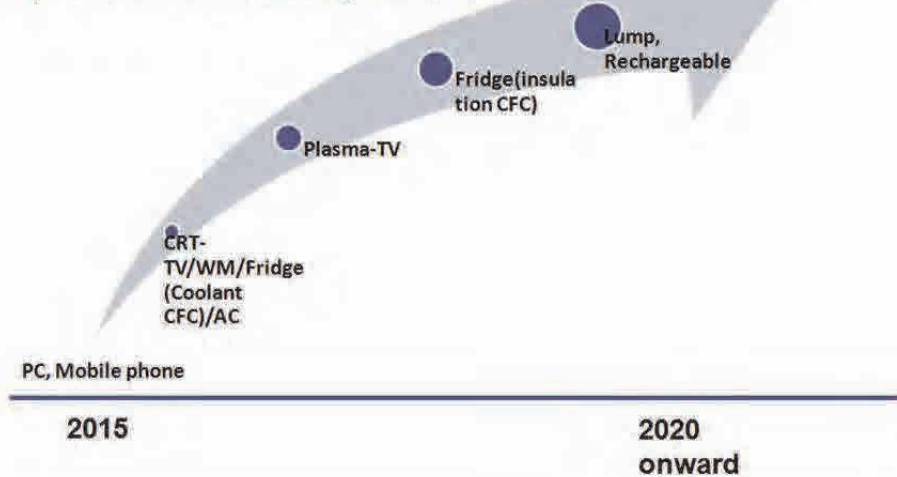 Lump,
Rechargeable
Fridge(insula
tion CFC)
Plasma-TV
CRT-
TV/WM/Fridge
(Coolant
CFC)/AC
PC, Mobile phone
2015
2020
onward